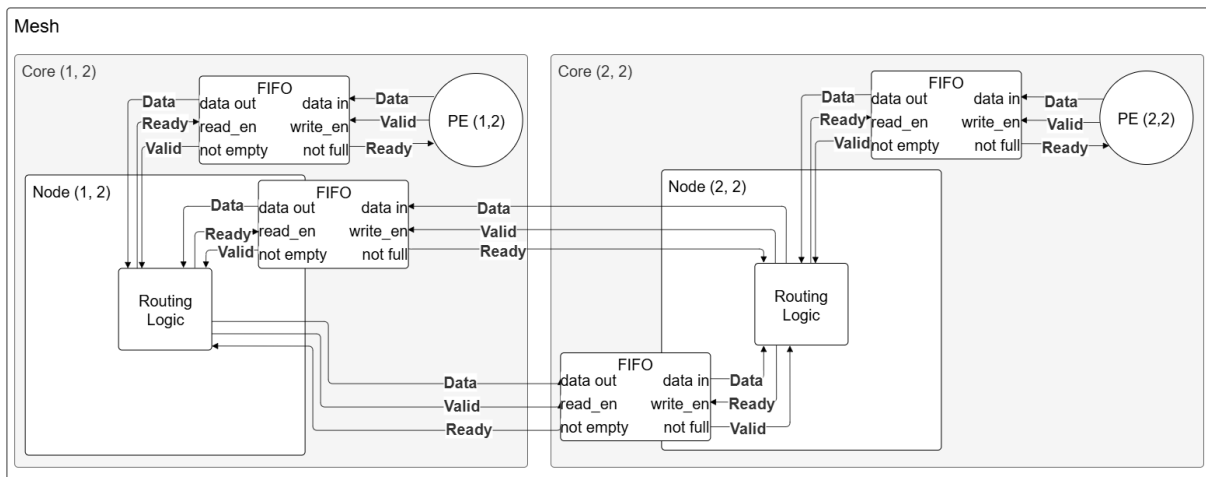 Mesh
Core (1, 2)
FIFO
data out data in
read_en write_en
not empty not full
Data
Ready
Valid
Data
Valid
Ready
PE (1,2)
Node (1, 2)
FIFO
data out data in
read_en write_en
not empty not full
Data
Ready
Valid
Routing
Logic
Data
Valid
Ready
Data
Valid
Ready
Core (2, 2)
FIFO
data out data in
read_en write_en
not empty not full
Data
Ready
Valid
Data
Valid
Ready
PE (2,2)
Node (2, 2)
Routing
Logic
FIFO
data out data in
read_en write_en
not empty not full
Data
Ready
Valid